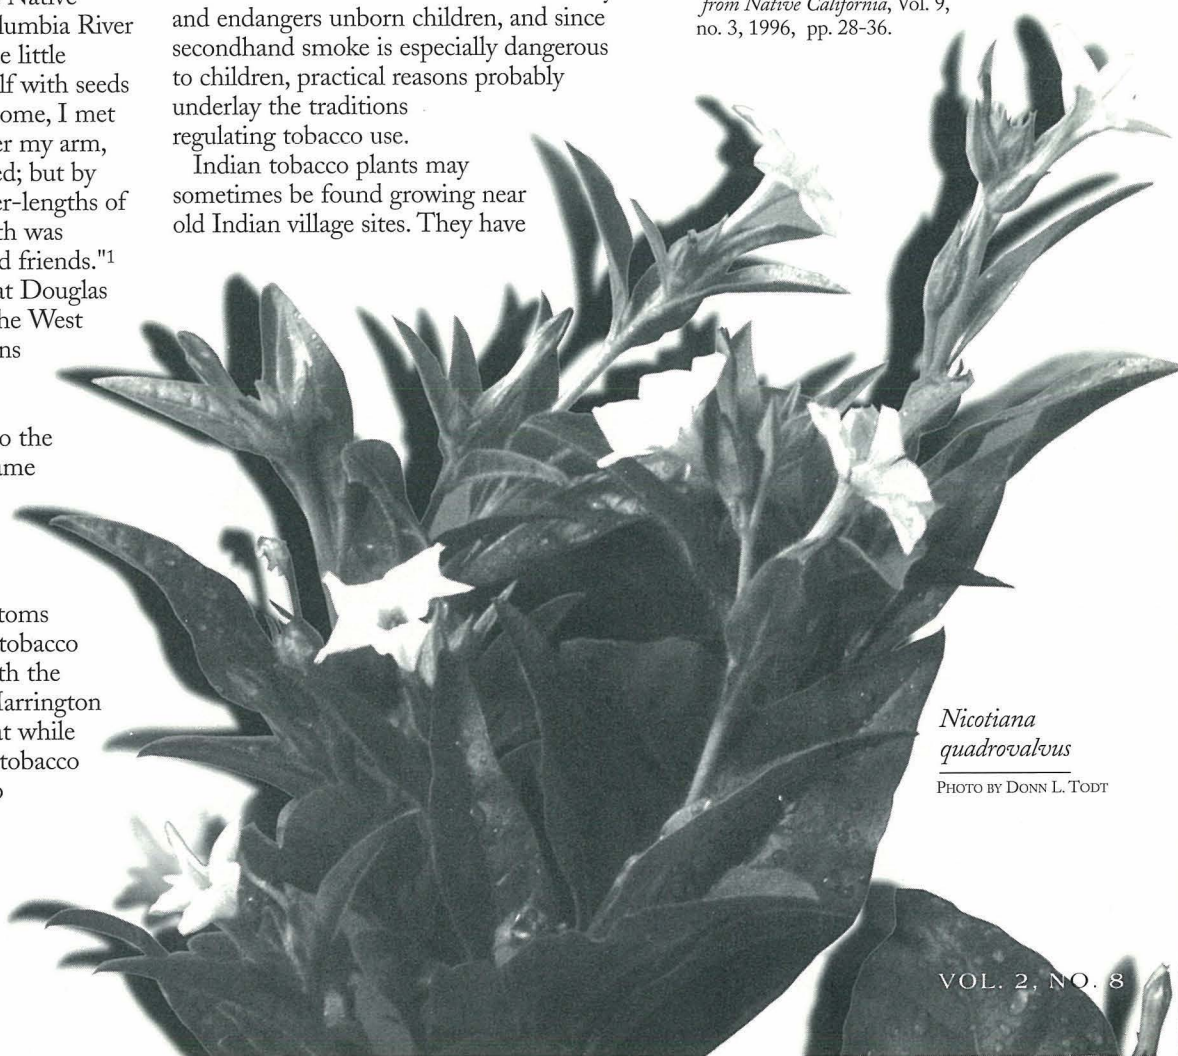 lumbia River
e little
lf with seeds
ome, I met
er my arm,
ed; but by
er-lengths of
th was
d friends."1
at Douglas
he West
ns
o the
ume
toms
tobacco
th the
Harrington
at while
tobacco
and endangers unborn children, and since
secondhand smoke is especially dangerous
to children, practical reasons probably
underlay the traditions
regulating tobacco use.
Indian tobacco plants may
sometimes be found growing near
old Indian village sites. They have
from Native California, Vol. 9,
no. 3, 1996, pp. 28-36.
Nicotiana
quadrovalvus
PHOTO BY DONN L. TODT
VOL. 2, NO. 8